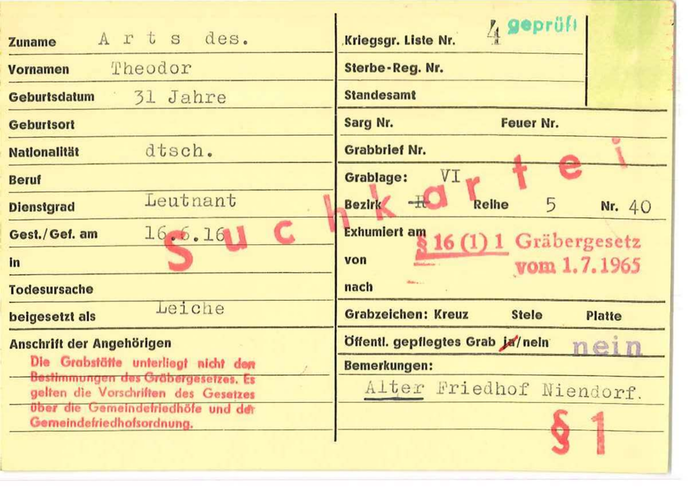 Zuname A r t s des.
Vornamen Theodor
Geburtsdatum 31 Jahre
Geburtsort
Nationalität dtsch.
Beruf
Dienstgrad Leutnant
Gest./Gef. am 16.6.16
in
Todesursache
beigesetzt als Leiche
Anschrift der Angehörigen
Die Grabstätte unterliegt nicht den
Bestimmungen des Gräbergesetzes. Es
gelten die Vorschriften des Gesetzes
über die Gemeindefriedhöfe und der
Gemeindefriedhofsordnung.
Suchkartei
Kriegsgr. Liste Nr. 4 geprüft
Sterbe-Reg. Nr.
Standesamt
Sarg Nr. Feuer Nr.
Grabbrief Nr.
Grablage: VI
Bezirk R Reihe 5 Nr. 40
Exhumiert am
§ 16 (1) 1 Gräbergesetz
von vom 1.7.1965
nach
Grabzeichen: Kreuz Stele Platte
Öffentl. gepflegtes Grab ja/nein nein
Bemerkungen:
Alter Friedhof Niendorf.
§ 1